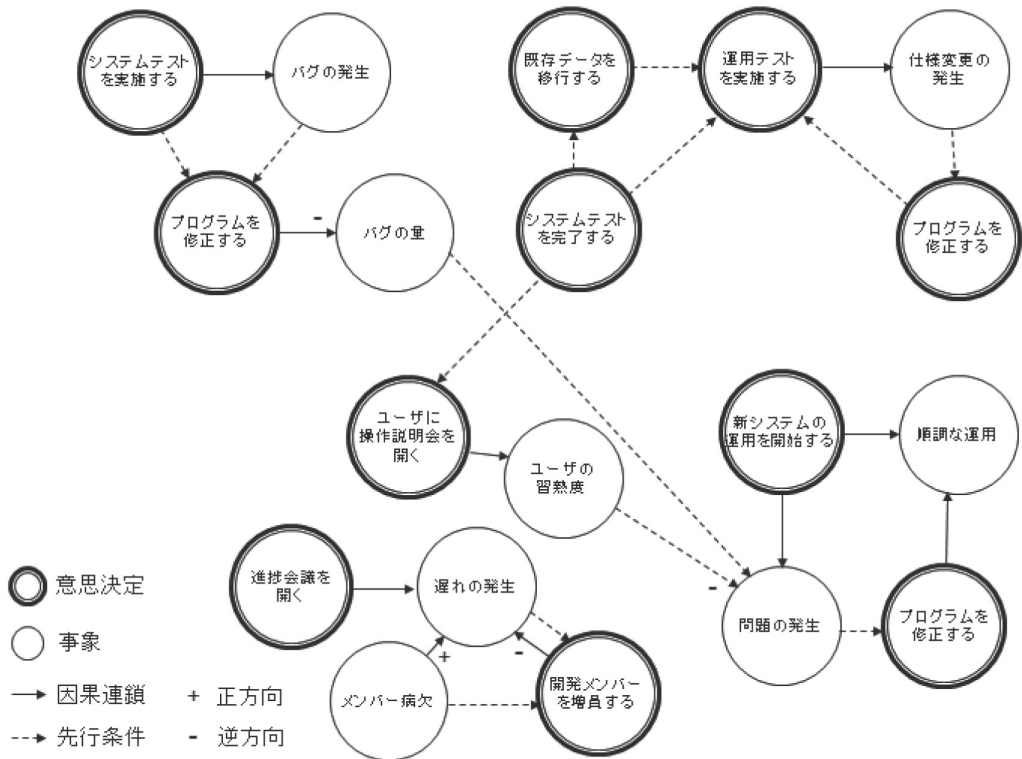 システムテスト
を実施する
バグの発生
既存データを
移行する
運用テスト
を実施する
仕様変更の
発生
プログラムを
修正する
-
バグの量
システムテスト
を完了する
プログラムを
修正する
ユーザに
操作説明会を
開く
ユーザの
習熟度
新システムの
運用を開始する
順調な運用
進捗会議を
開く
遅れの発生
-
問題の発生
プログラムを
修正する
+
-
メンバー病欠
開発メンバー
を増員する
意思決定
事象
因果連鎖
+ 正方向
先行条件
- 逆方向